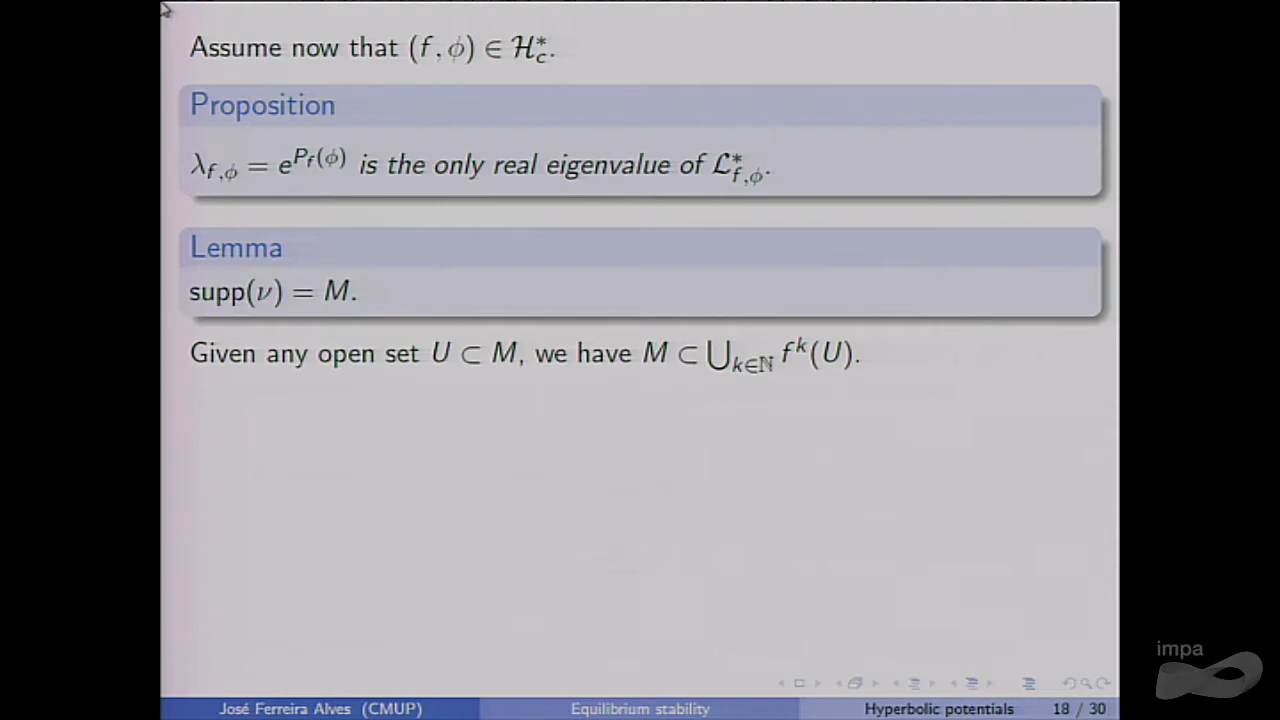 Assume now that (f, ϕ) ∈ ℋ*_c.
Proposition
λ_{f,ϕ} = e^{P_f(ϕ)} is the only real eigenvalue of ℒ*_{f,ϕ}.
Lemma
supp(ν) = M.
Given any open set U ⊂ M, we have M ⊂ ⋃_{k∈ℕ} f^k(U).
impa
José Ferreira Alves (CMUP) Equilibrium stability Hyperbolic potentials 18 / 30